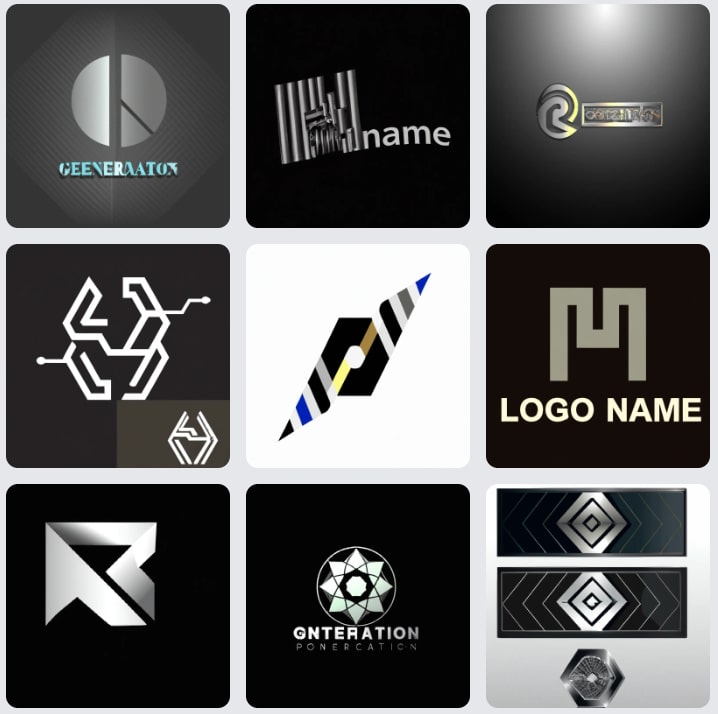 GEENERAATON
name
LOGO NAME
GNTERATION
PONERCATION